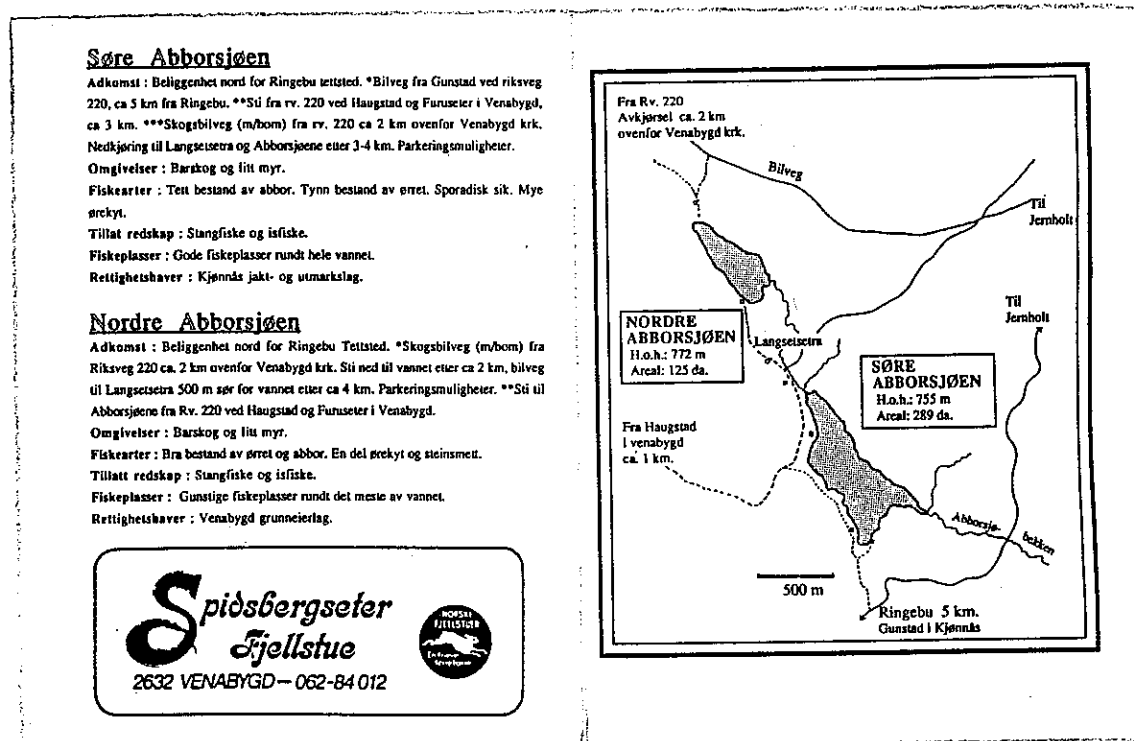 Søre Abborsjøen
Adkomst : Beliggenhet nord for Ringebu tettsted. *Bilveg fra Gunstad ved riksveg
220, ca 5 km fra Ringebu. **Sti fra rv. 220 ved Haugstad og Furuseter i Venabygd,
ca 3 km. ***Skogsbilveg (m/bom) fra rv. 220 ca 2 km ovenfor Venabygd krk.
Nedkjøring til Langsetsetra og Abborsjøene etter 3-4 km. Parkeringsmuligheter.
Omgivelser : Barskog og litt myr.
Fiskearter : Tett bestand av abbor. Tynn bestand av ørret. Sporadisk sik. Mye
ørekyt.
Tillat redskap : Stangfiske og isfiske.
Fiskeplasser : Gode fiskeplasser rundt hele vannet.
Rettighetshaver : Kjønnås jakt- og utmarkslag.
Nordre Abborsjøen
Adkomst : Beliggenhet nord for Ringebu Tettsted. *Skogsbilveg (m/bom) fra
Riksveg 220 ca. 2 km ovenfor Venabygd krk. Sti ned til vannet etter ca 2 km, bilveg
til Langsetsetra 500 m sør for vannet etter ca 4 km. Parkeringsmuligheter. **Sti til
Abborsjøene fra Rv. 220 ved Haugstad og Furuseter i Venabygd.
Omgivelser : Barskog og litt myr.
Fiskearter : Bra bestand av ørret og abbor. En del ørekyt og steinsmett.
Tillatt redskap : Stangfiske og isfiske.
Fiskeplasser : Gunstige fiskeplasser rundt det meste av vannet.
Rettighetshaver : Venabygd grunneierlag.
Spidsbergseter
Fjellstue
2632 VENABYGD – 062-84 012
NORSKE
FJELLSTUER
Fra Rv. 220
Avkjørsel ca. 2 km
ovenfor Venabygd krk.
Bilveg
Til
Jernholt
Til
Jernholt
NORDRE
ABBORSJØEN
H.o.h.: 772 m
Areal: 125 da.
Langsetsetra
SØRE
ABBORSJØEN
H.o.h.: 755 m
Areal: 289 da.
Fra Haugstad
i venabygd
ca. 1 km.
Abborsjø-
bekken
500 m
Ringebu 5 km.
Gunstad i Kjønnås